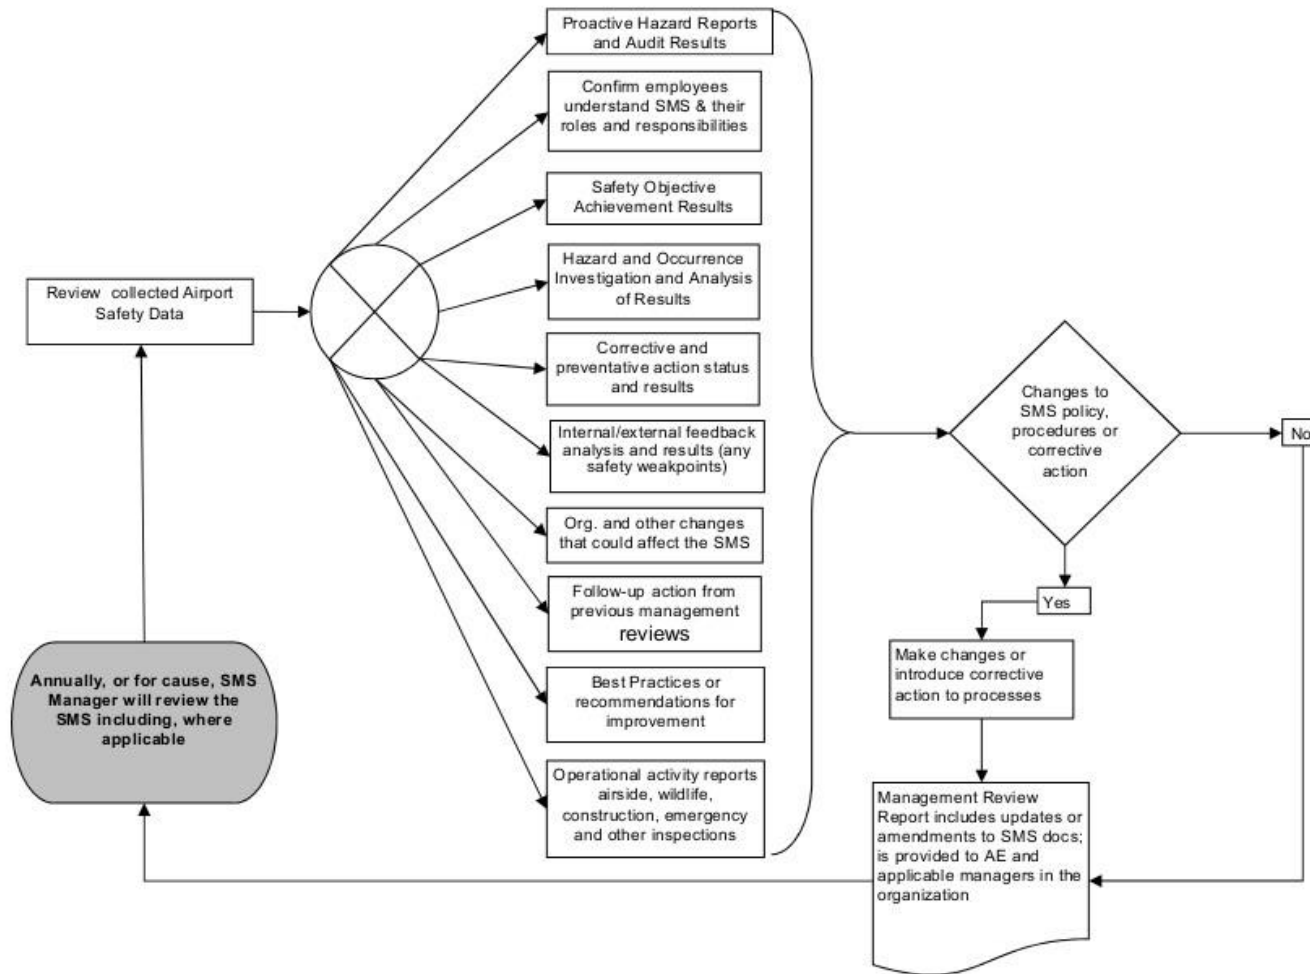 Proactive Hazard Reports
and Audit Results
Confirm employees
understand SMS & their
roles and responsibilities
Safety Objective
Achievement Results
Hazard and Occurrence
Investigation and Analysis
of Results
Review collected Airport
Safety Data
Corrective and
preventative action status
and results
Changes to
SMS policy,
procedures or
corrective
action
No
Internal/external feedback
analysis and results (any
safety weakpoints)
Org. and other changes
that could affect the SMS
Follow-up action from
previous management
reviews
Yes
Make changes or
introduce corrective
action to processes
Annually, or for cause, SMS
Manager will review the
SMS including, where
applicable
Best Practices or
recommendations for
improvement
Operational activity reports
airside, wildlife,
construction, emergency
and other inspections
Management Review
Report includes updates or
amendments to SMS docs;
is provided to AE and
applicable managers in the
organization